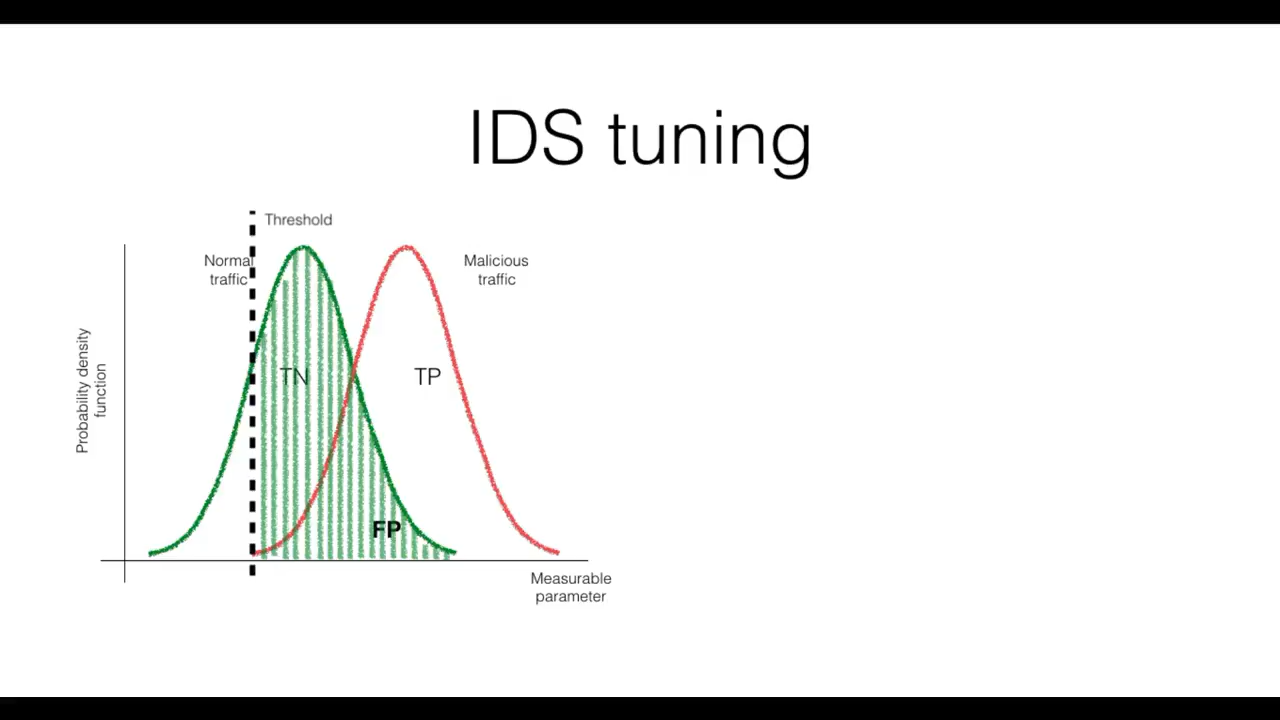 IDS tuning
Threshold
Normal
traffic
Malicious
traffic
Probability density
function
TN
TP
FP
Measurable
parameter